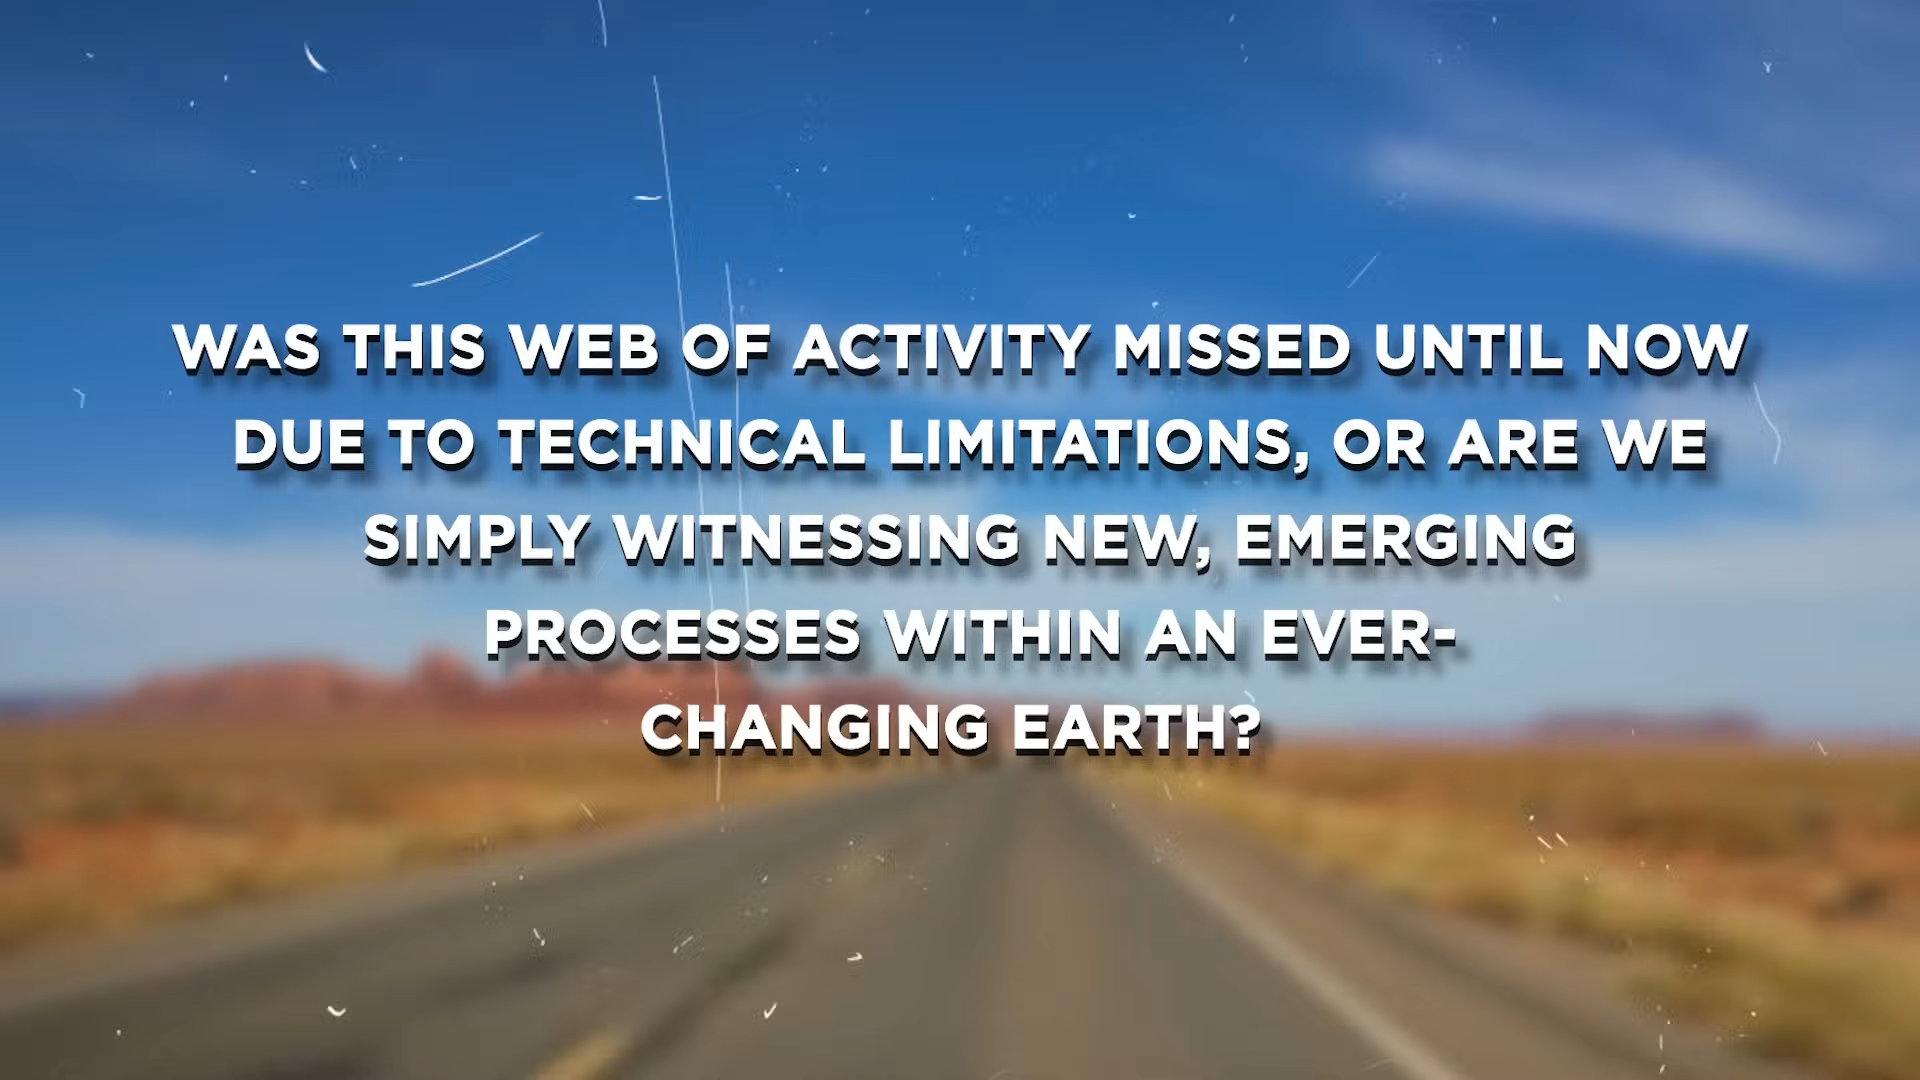 WAS THIS WEB OF ACTIVITY MISSED UNTIL NOW
DUE TO TECHNICAL LIMITATIONS, OR ARE WE
SIMPLY WITNESSING NEW, EMERGING
PROCESSES WITHIN AN EVER-
CHANGING EARTH?